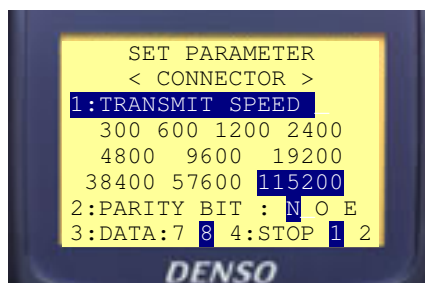 SET PARAMETER
< CONNECTOR >
1:TRANSMIT SPEED
300 600 1200 2400
4800 9600 19200
38400 57600 115200
2:PARITY BIT : N O E
3:DATA:7 8 4:STOP 1 2
DENSO